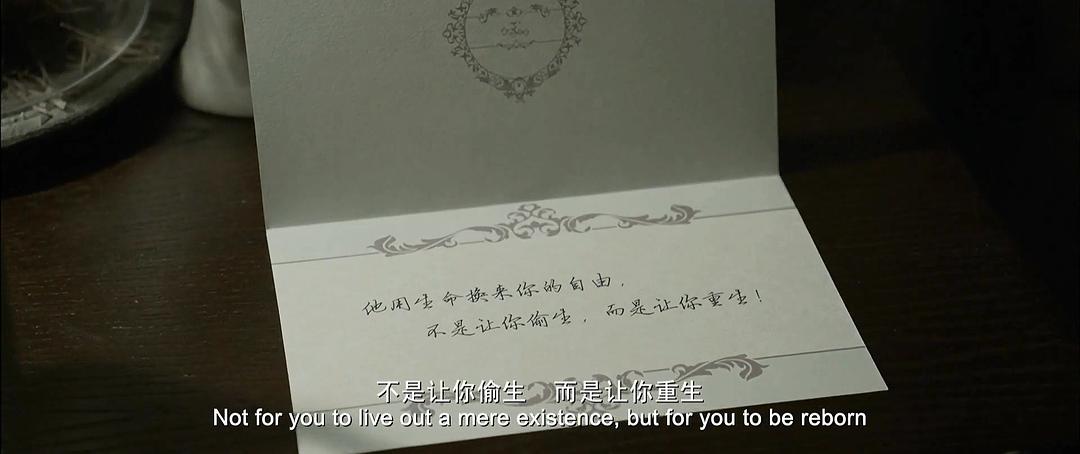 他用生命换来你的自由，
不是让你偷生，而是让你重生！
不是让你偷生 而是让你重生
Not for you to live out a mere existence, but for you to be reborn